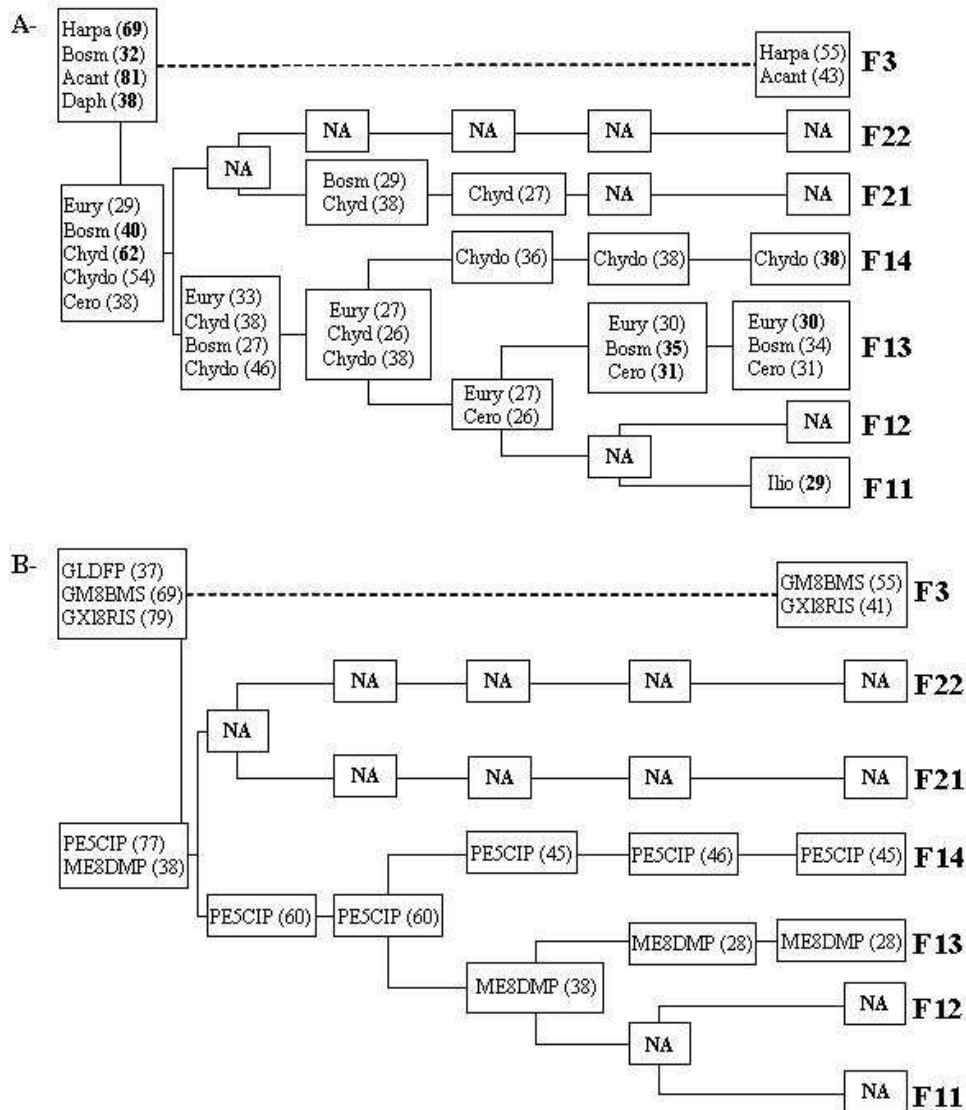 A-
Harpa (69)
Bosm (32)
Acant (81)
Daph (38)
Harpa (55)
Acant (43)
F3
NA
NA
NA
NA
NA
F22
Bosm (29)
Chyd (38)
Chyd (27)
NA
NA
F21
Eury (29)
Bosm (40)
Chyd (62)
Chydo (54)
Cero (38)
Eury (33)
Chyd (38)
Bosm (27)
Chydo (46)
Eury (27)
Chyd (26)
Chydo (38)
Chydo (36)
Chydo (38)
Chydo (38)
F14
Eury (27)
Cero (26)
Eury (30)
Bosm (35)
Cero (31)
Eury (30)
Bosm (34)
Cero (31)
F13
NA
NA
F12
Ilio (29)
F11
B-
GLDFP (37)
GM8BMS (69)
GX18RIS (79)
GM8BMS (55)
GX18RIS (41)
F3
NA
NA
NA
NA
NA
F22
NA
NA
NA
NA
F21
PE5CIP (77)
ME8DMP (38)
PE5CIP (60)
PE5CIP (60)
PE5CIP (45)
PE5CIP (46)
PE5CIP (45)
F14
ME8DMP (38)
ME8DMP (28)
ME8DMP (28)
F13
NA
NA
F12
NA
F11